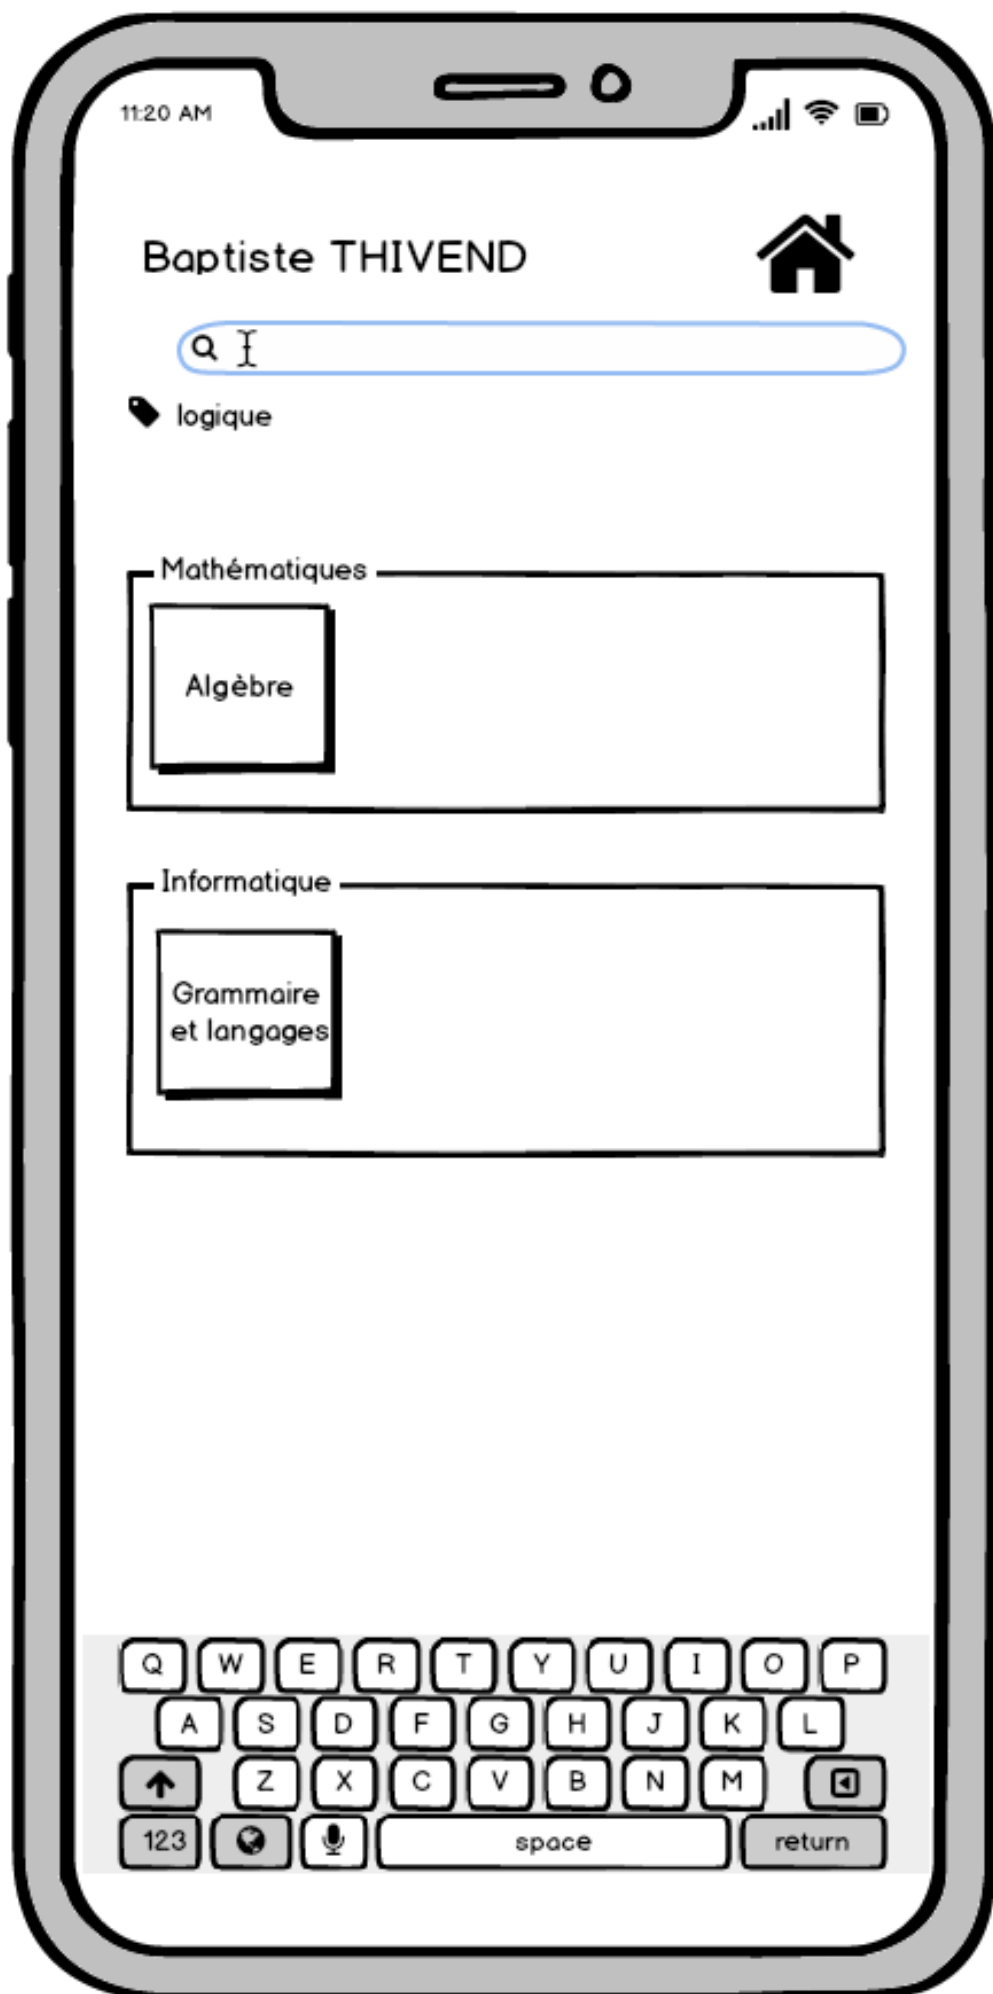 11:20 AM
Baptiste THIVEND
logique
Mathématiques
Algèbre
Informatique
Grammaire
et langages
Q W E R T Y U I O P
A S D F G H J K L
Z X C V B N M
123 space return